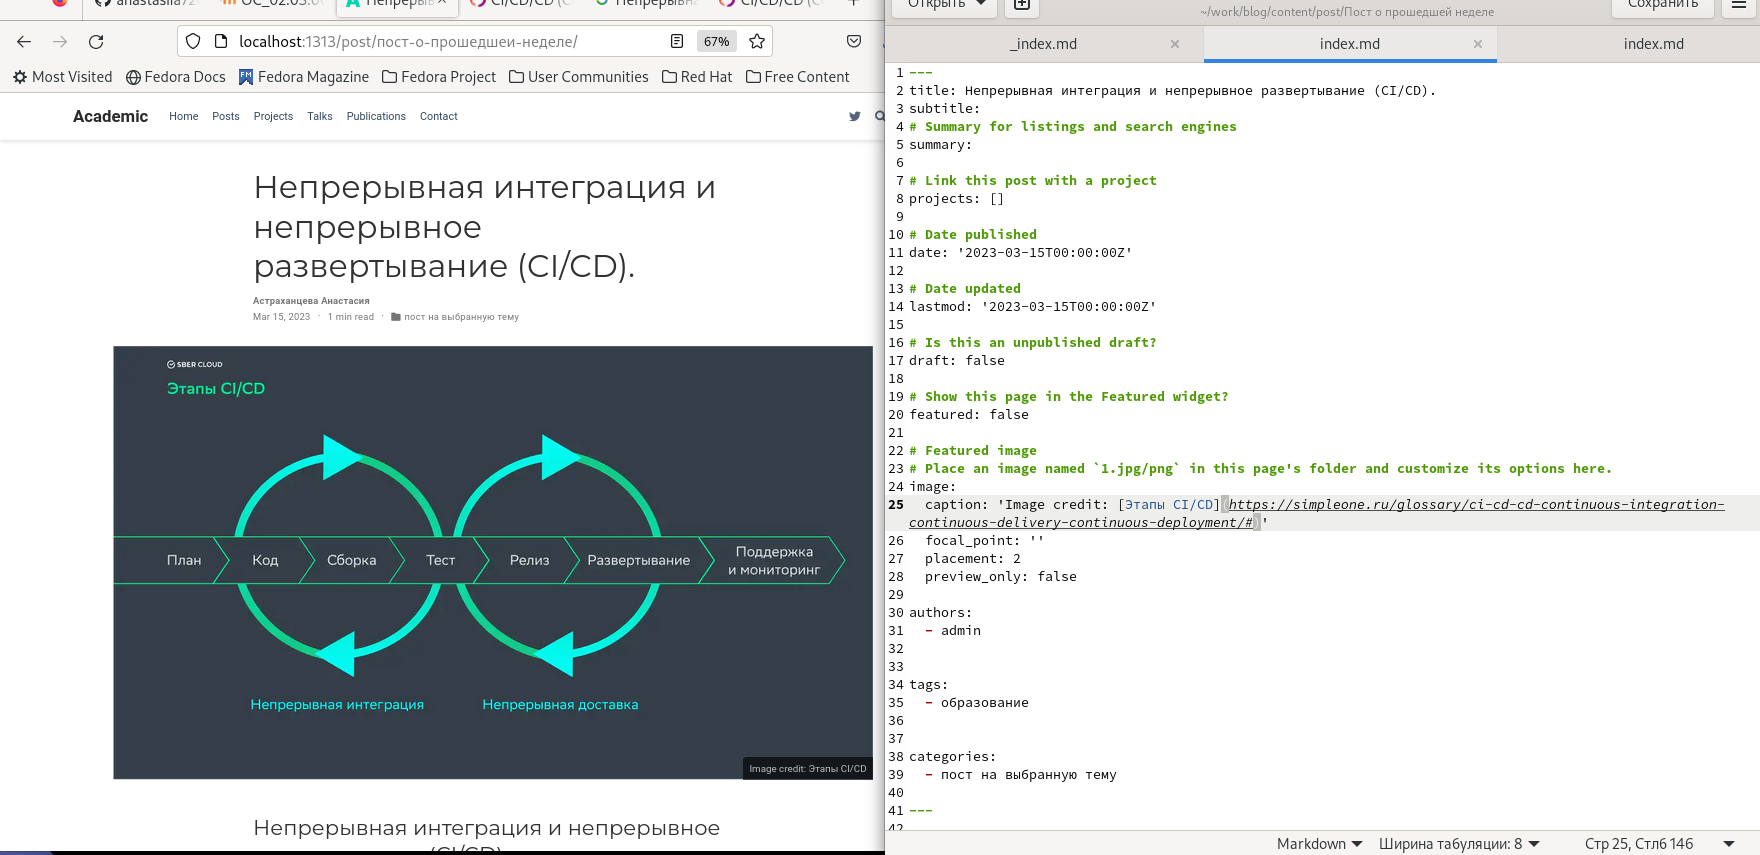 localhost:1313/post/пост-о-прошедшеи-неделе/
67%
Most Visited
Fedora Docs
Fedora Magazine
Fedora Project
User Communities
Red Hat
Free Content
Academic
Home
Posts
Projects
Talks
Publications
Contact
Непрерывная интеграция и
непрерывное
развертывание (CI/CD).
Астраханцева Анастасия
Mar 15, 2023 · 1 min read · пост на выбранную тему
SBER CLOUD
Этапы CI/CD
План
Код
Сборка
Тест
Релиз
Развертывание
Поддержка
и мониторинг
Непрерывная интеграция
Непрерывная доставка
Image credit: Этапы CI/CD
Непрерывная интеграция и непрерывное
(CI/CD)
Открыть
~/work/blog/content/post/Пост о прошедшей неделе
Сохранить
_index.md
index.md
index.md
1 ---
2 title: Непрерывная интеграция и непрерывное развертывание (CI/CD).
3 subtitle:
4 # Summary for listings and search engines
5 summary:
6
7 # Link this post with a project
8 projects: []
9
10 # Date published
11 date: '2023-03-15T00:00:00Z'
12
13 # Date updated
14 lastmod: '2023-03-15T00:00:00Z'
15
16 # Is this an unpublished draft?
17 draft: false
18
19 # Show this page in the Featured widget?
20 featured: false
21
22 # Featured image
23 # Place an image named `1.jpg/png` in this page's folder and customize its options here.
24 image:
25   caption: 'Image credit: [Этапы CI/CD](https://simpleone.ru/glossary/ci-cd-cd-continuous-integration-
continuous-delivery-continuous-deployment/#)'
26   focal_point: ''
27   placement: 2
28   preview_only: false
29
30 authors:
31   - admin
32
33
34 tags:
35   - образование
36
37
38 categories:
39   - пост на выбранную тему
40
41 ---
42
Markdown
Ширина табуляции: 8
Стр 25, Стлб 146